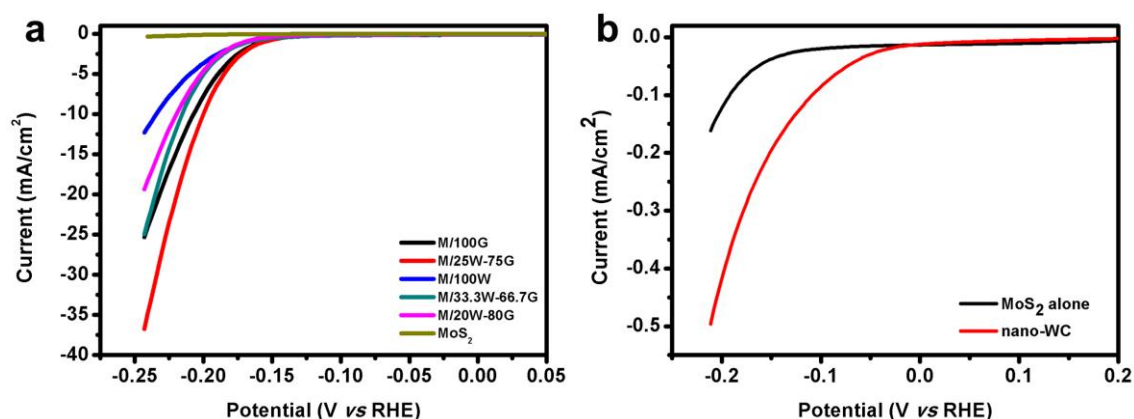 a
0
-5
-10
-15
-20
-25
-30
-35
-40
Current (mA/cm²)
M/100G
M/25W-75G
M/100W
M/33.3W-66.7G
M/20W-80G
MoS₂
-0.25 -0.20 -0.15 -0.10 -0.05 0.00 0.05
Potential (V vs RHE)
b
0.0
-0.1
-0.2
-0.3
-0.4
-0.5
Current (mA/cm²)
MoS₂ alone
nano-WC
-0.2 -0.1 0.0 0.1 0.2
Potential (V vs RHE)